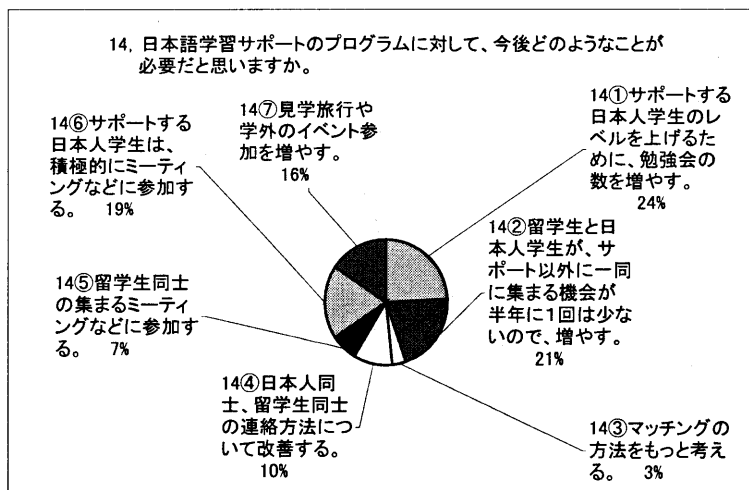 14, 日本語学習サポートのプログラムに対して、今後どのようなことが
必要だと思いますか。
14①サポートする
日本人学生のレ
ベルを上げるた
めに、勉強会の
数を増やす。
24%
14②留学生と日
本人学生が、サ
ポート以外に一同
に集まる機会が
半年に1回は少な
いので、増やす。
21%
14③マッチングの
方法をもっと考え
る。 3%
14④日本人同
士、留学生同士
の連絡方法につ
いて改善する。
10%
14⑤留学生同士
の集まるミーティ
ングなどに参加す
る。 7%
14⑥サポートする
日本人学生は、
積極的にミーティ
ングなどに参加す
る。 19%
14⑦見学旅行や
学外のイベント参
加を増やす。
16%